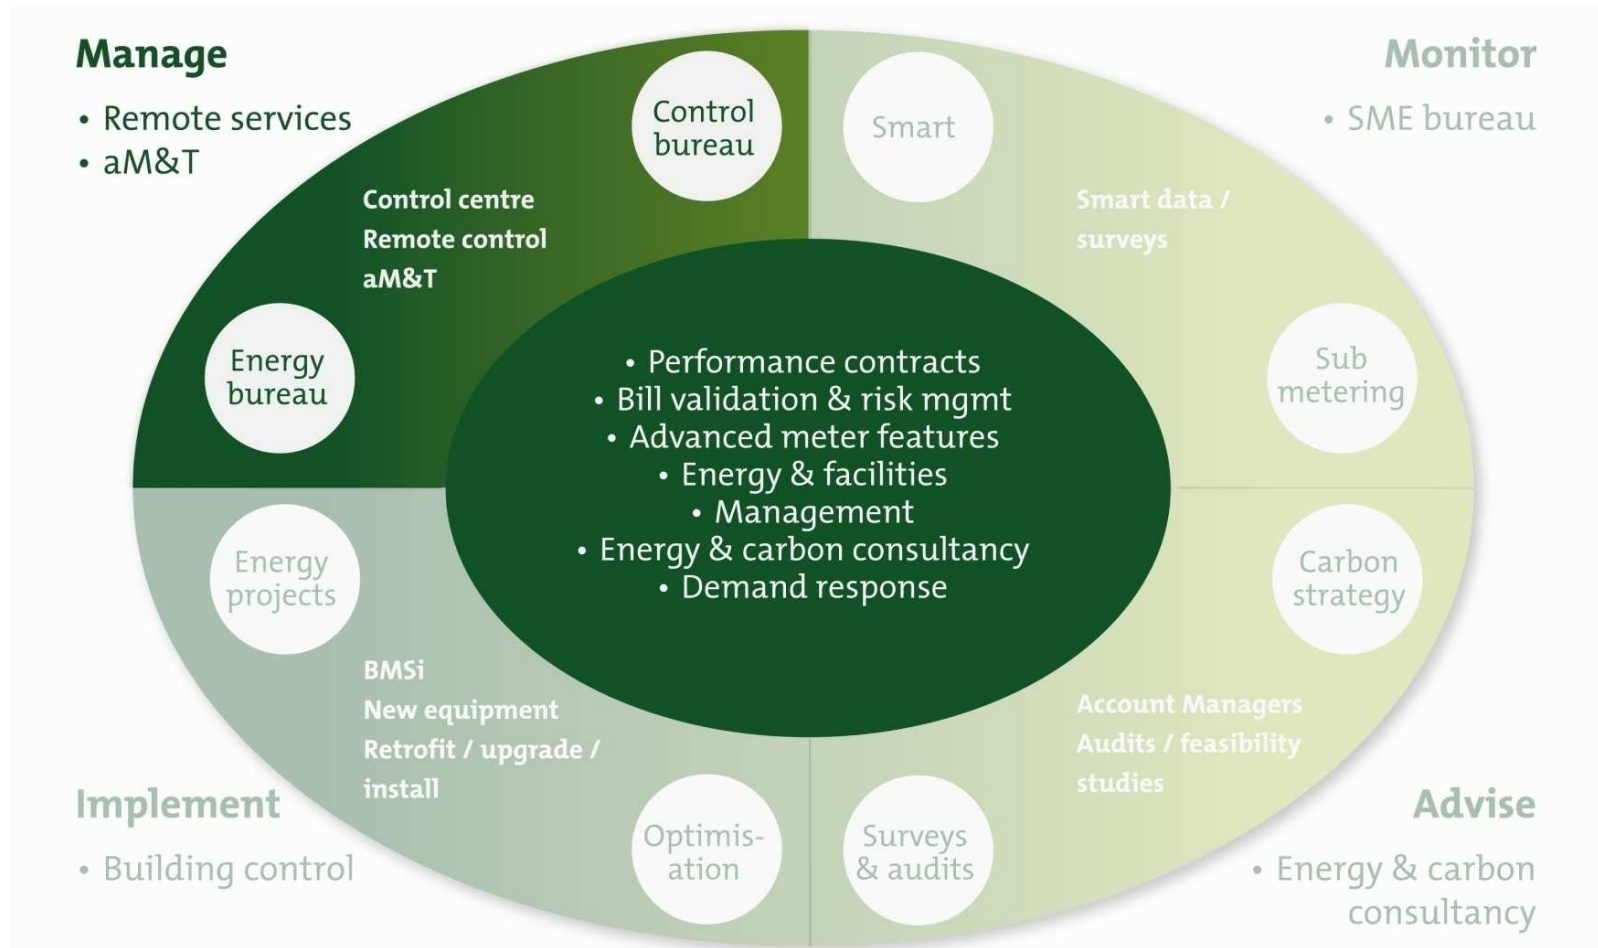 Manage
• Remote services
• aM&T
Control
bureau
Control centre
Remote control
aM&T
Energy
bureau
Monitor
• SME bureau
Smart
Smart data /
surveys
Sub
metering
• Performance contracts
• Bill validation & risk mgmt
• Advanced meter features
• Energy & facilities
• Management
• Energy & carbon consultancy
• Demand response
Energy
projects
BMSi
New equipment
Retrofit / upgrade /
install
Optimis-
ation
Implement
• Building control
Carbon
strategy
Account Managers
Audits / feasibility
studies
Surveys
& audits
Advise
• Energy & carbon
consultancy